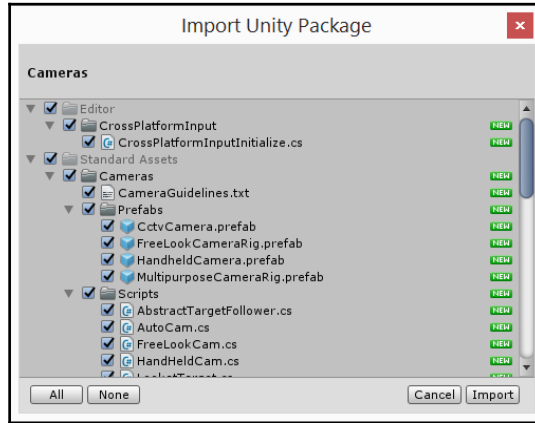 Import Unity Package
Cameras
Editor
CrossPlatformInput NEW
CrossPlatformInputInitialize.cs NEW
Standard Assets
Cameras NEW
CameraGuidelines.txt NEW
Prefabs NEW
CctvCamera.prefab NEW
FreeLookCameraRig.prefab NEW
HandheldCamera.prefab NEW
MultipurposeCameraRig.prefab NEW
Scripts NEW
AbstractTargetFollower.cs NEW
AutoCam.cs NEW
FreeLookCam.cs NEW
HandHeldCam.cs NEW
All None Cancel Import